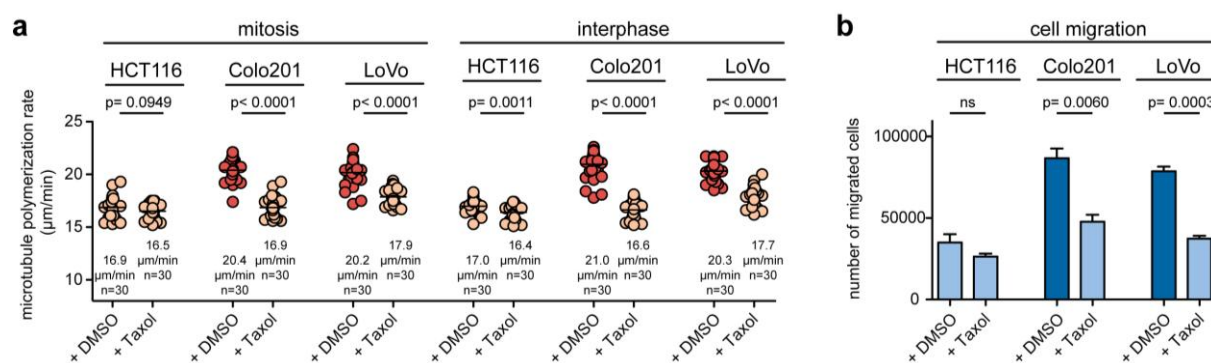 a
mitosis
interphase
HCT116
Colo201
LoVo
HCT116
Colo201
LoVo
p= 0.0949
p< 0.0001
p< 0.0001
p= 0.0011
p< 0.0001
p< 0.0001
microtubule polymerization rate
(µm/min)
25
20
15
10
16.9
µm/min
n=30
16.5
µm/min
n=30
20.4
µm/min
n=30
16.9
µm/min
n=30
20.2
µm/min
n=30
17.9
µm/min
n=30
17.0
µm/min
n=30
16.4
µm/min
n=30
21.0
µm/min
n=30
16.6
µm/min
n=30
20.3
µm/min
n=30
17.7
µm/min
n=30
+ DMSO
+ Taxol
+ DMSO
+ Taxol
+ DMSO
+ Taxol
+ DMSO
+ Taxol
+ DMSO
+ Taxol
+ DMSO
+ Taxol
b
cell migration
HCT116
Colo201
LoVo
ns
p= 0.0060
p= 0.0003
number of migrated cells
100000
50000
0
+ DMSO
+ Taxol
+ DMSO
+ Taxol
+ DMSO
+ Taxol